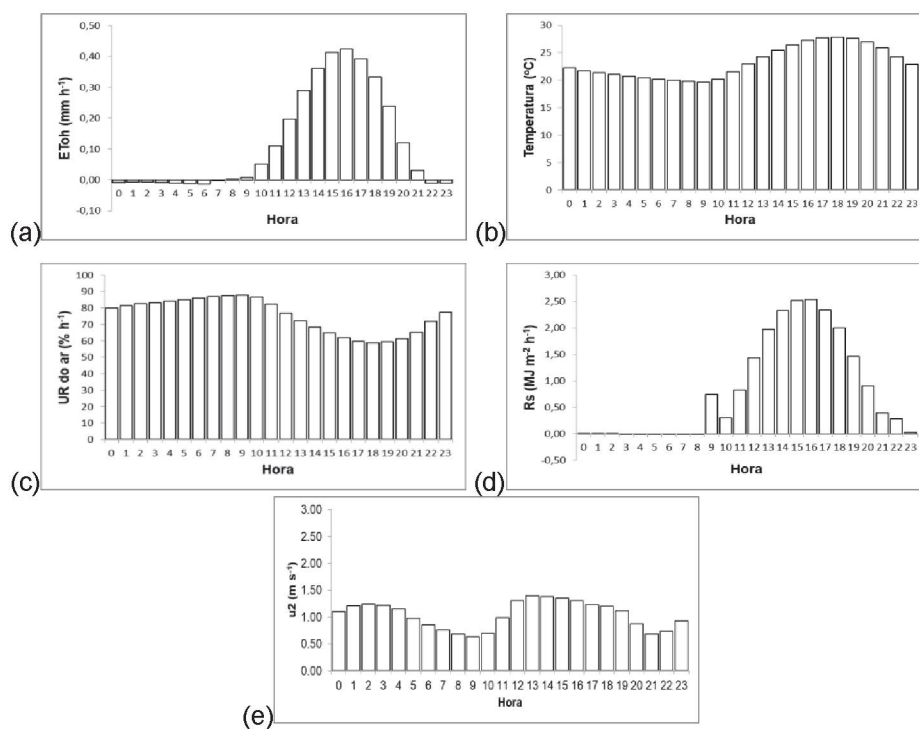 EToh (mm h⁻¹)
0,50
0,40
0,30
0,20
0,10
0,00
-0,10
0 1 2 3 4 5 6 7 8 9 10 11 12 13 14 15 16 17 18 19 20 21 22 23
Hora
(a)
Temperatura (ºC)
30
25
20
15
10
5
0
0 1 2 3 4 5 6 7 8 9 10 11 12 13 14 15 16 17 18 19 20 21 22 23
Hora
(b)
UR do ar (% h⁻¹)
100
90
80
70
60
50
40
30
20
10
0
0 1 2 3 4 5 6 7 8 9 10 11 12 13 14 15 16 17 18 19 20 21 22 23
Hora
(c)
Rs (MJ m⁻² h⁻¹)
3,00
2,50
2,00
1,50
1,00
0,50
0,00
-0,50
0 1 2 3 4 5 6 7 8 9 10 11 12 13 14 15 16 17 18 19 20 21 22 23
Hora
(d)
u2 (m s⁻¹)
3.00
2.50
2.00
1.50
1.00
0.50
0.00
0 1 2 3 4 5 6 7 8 9 10 11 12 13 14 15 16 17 18 19 20 21 22 23
Hora
(e)